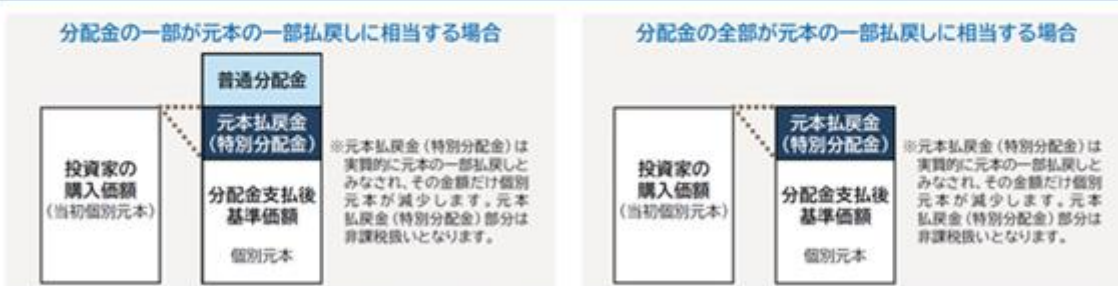 分配金の一部が元本の一部払戻しに相当する場合
普通分配金
元本払戻金
(特別分配金)
投資家の
購入価額
(当初個別元本)
分配金支払後
基準価額
個別元本
※元本払戻金(特別分配金)は
実質的に元本の一部払戻しと
みなされ、その金額だけ個別
元本が減少します。元本
払戻金(特別分配金)部分は
非課税扱いとなります。
分配金の全部が元本の一部払戻しに相当する場合
元本払戻金
(特別分配金)
投資家の
購入価額
(当初個別元本)
分配金支払後
基準価額
個別元本
※元本払戻金(特別分配金)は
実質的に元本の一部払戻しと
みなされ、その金額だけ個別
元本が減少します。元本
払戻金(特別分配金)部分は
非課税扱いとなります。